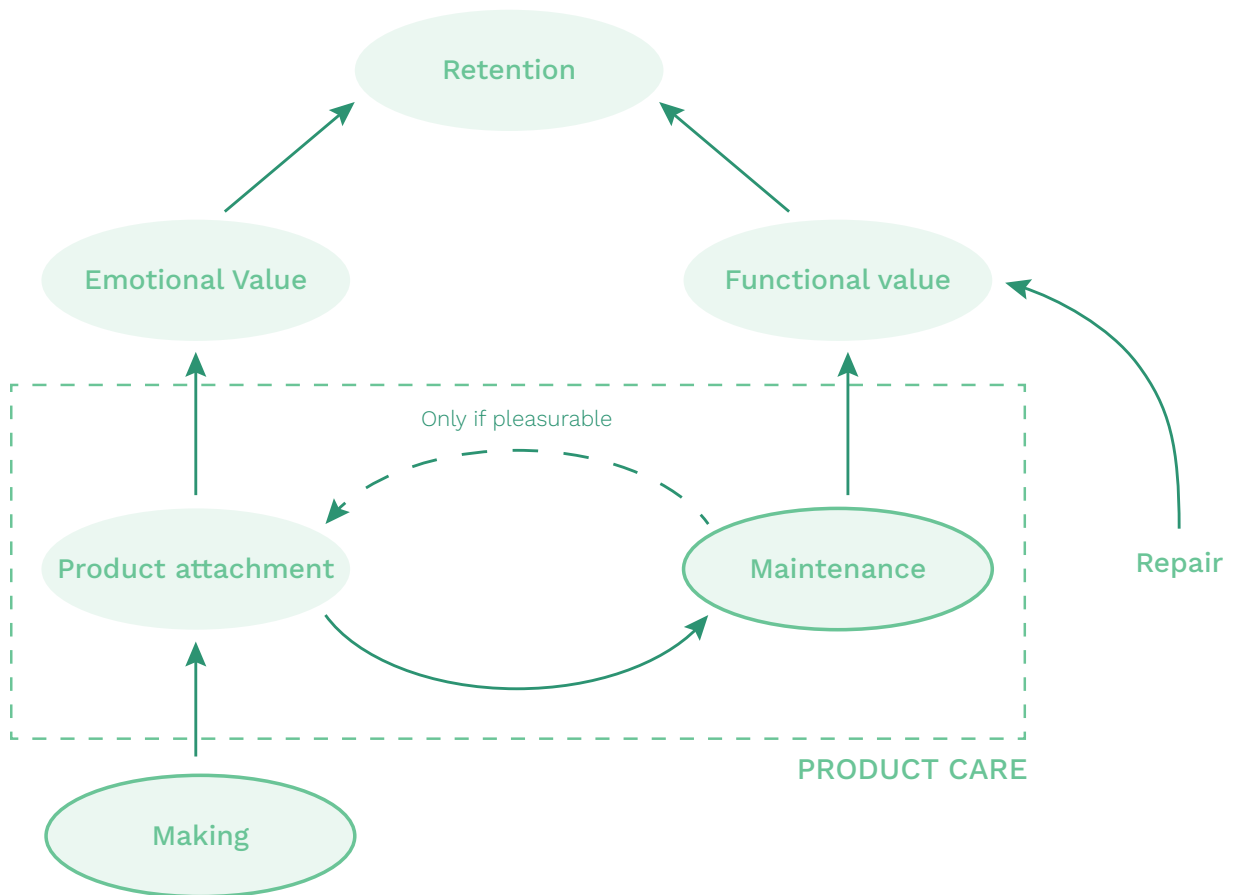 Retention
Emotional Value
Functional value
Only if pleasurable
Product attachment
Maintenance
Repair
PRODUCT CARE
Making